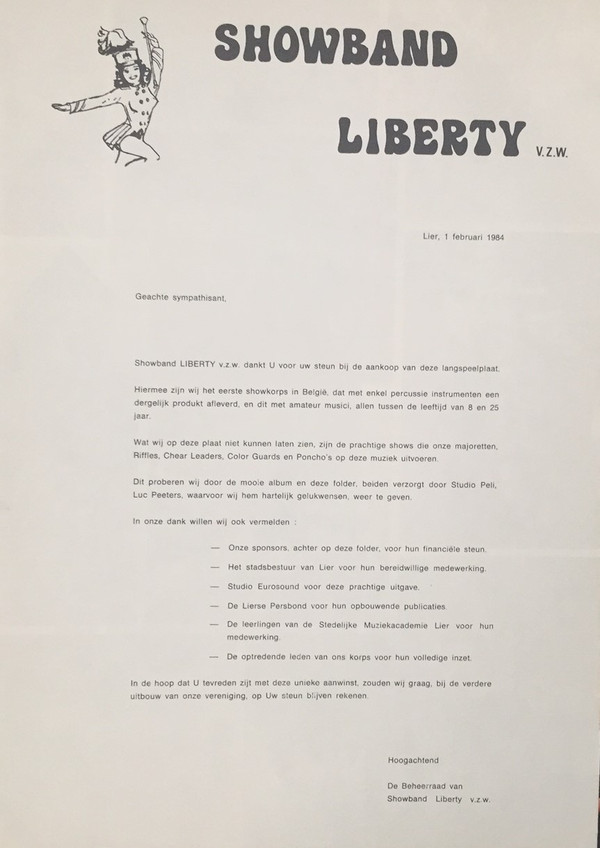 SHOWBAND
LIBERTY V.Z.W.
Lier, 1 februari 1984
Geachte sympathisant,
Showband LIBERTY v.z.w. dankt U voor uw steun bij de aankoop van deze langspeelplaat.
Hiermee zijn wij het eerste showkorps in België, dat met enkel percussie instrumenten een
dergelijk produkt afleverd, en dit met amateur musici, allen tussen de leeftijd van 8 en 25
jaar.
Wat wij op deze plaat niet kunnen laten zien, zijn de prachtige shows die onze majoretten,
Riffles, Chear Leaders, Color Guards en Poncho's op deze muziek uitvoeren.
Dit proberen wij door de mooie album en deze folder, beiden verzorgt door Studio Peli,
Luc Peeters, waarvoor wij hem hartelijk gelukwensen, weer te geven.
In onze dank willen wij ook vermelden :
— Onze sponsors, achter op deze folder, voor hun financiële steun.
— Het stadsbestuur van Lier voor hun bereidwillige medewerking.
— Studio Eurosound voor deze prachtige uitgave.
— De Lierse Persbond voor hun opbouwende publicaties.
— De leerlingen van de Stedelijke Muziekacademie Lier voor hun
medewerking.
— De optredende leden van ons korps voor hun volledige inzet.
In de hoop dat U tevreden zijt met deze unieke aanwinst, zouden wij graag, bij de verdere
uitbouw van onze vereniging, op Uw steun blijven rekenen.
Hoogachtend
De Beheerraad van
Showband Liberty v.z.w.